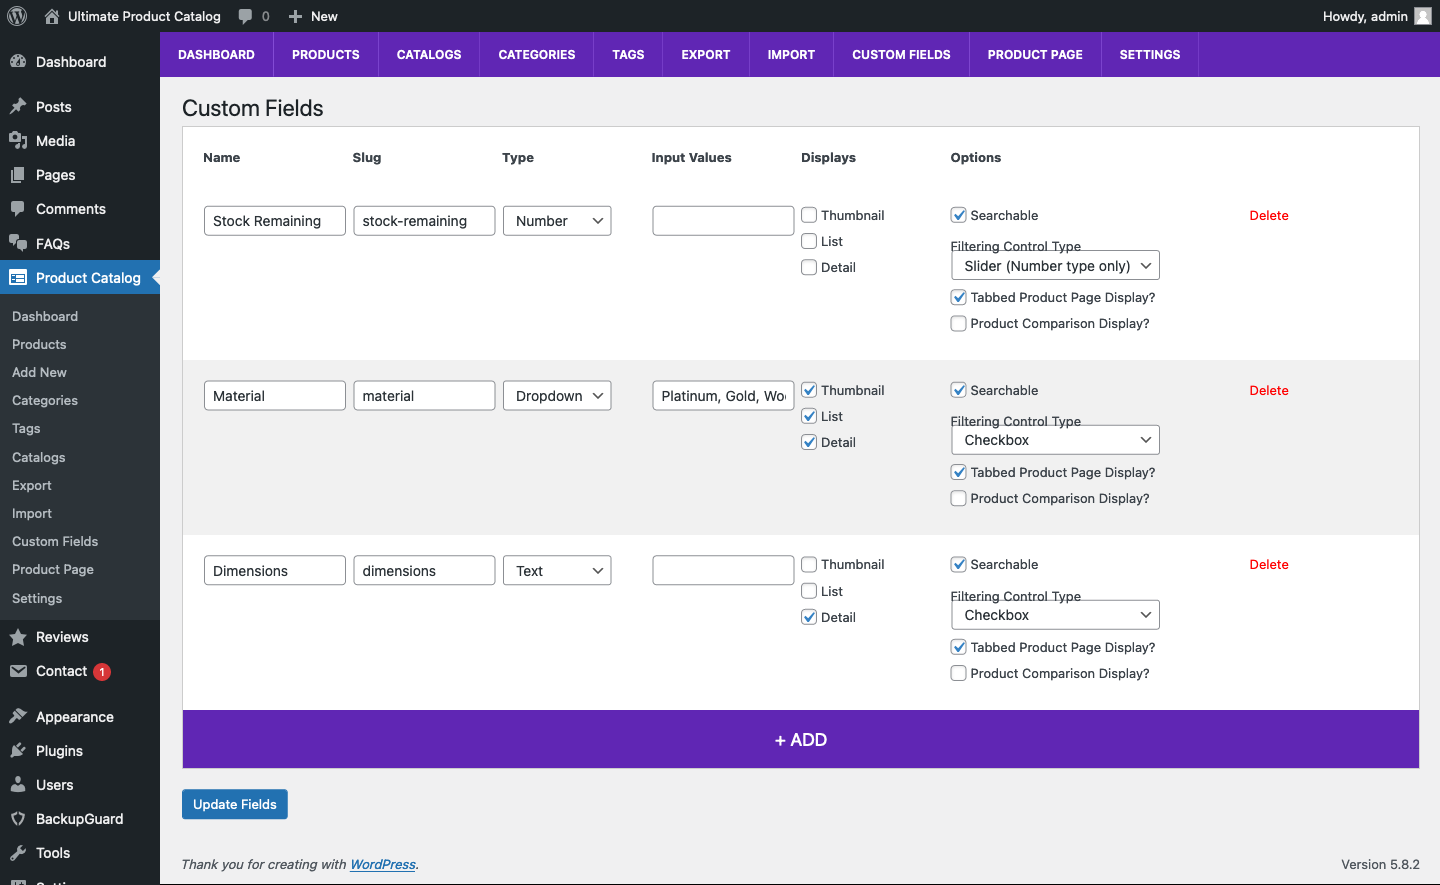 Ultimate Product Catalog 0 New Howdy, admin
DASHBOARD PRODUCTS CATALOGS CATEGORIES TAGS EXPORT IMPORT CUSTOM FIELDS PRODUCT PAGE SETTINGS
Dashboard
Posts
Media
Pages
Comments
FAQs
Product Catalog
Dashboard
Products
Add New
Categories
Tags
Catalogs
Export
Import
Custom Fields
Product Page
Settings
Reviews
Contact 1
Appearance
Plugins
Users
BackupGuard
Tools
Custom Fields
Name Slug Type Input Values Displays Options
Stock Remaining stock-remaining Number
Thumbnail
List
Detail
Searchable
Filtering Control Type
Slider (Number type only)
Tabbed Product Page Display?
Product Comparison Display?
Delete
Material material Dropdown Platinum, Gold, Woo
Thumbnail
List
Detail
Searchable
Filtering Control Type
Checkbox
Tabbed Product Page Display?
Product Comparison Display?
Delete
Dimensions dimensions Text
Thumbnail
List
Detail
Searchable
Filtering Control Type
Checkbox
Tabbed Product Page Display?
Product Comparison Display?
Delete
+ ADD
Update Fields
Thank you for creating with WordPress.
Version 5.8.2